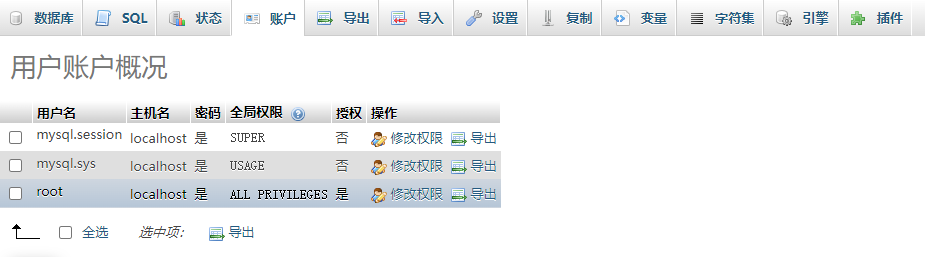 数据库 SQL 状态 账户 导出 导入 设置 复制 变量 字符集 引擎 插件
用户账户概况
用户名 主机名 密码 全局权限 授权 操作
mysql.session localhost 是 SUPER 否 修改权限 导出
mysql.sys localhost 是 USAGE 否 修改权限 导出
root localhost 是 ALL PRIVILEGES 是 修改权限 导出
全选 选中项: 导出